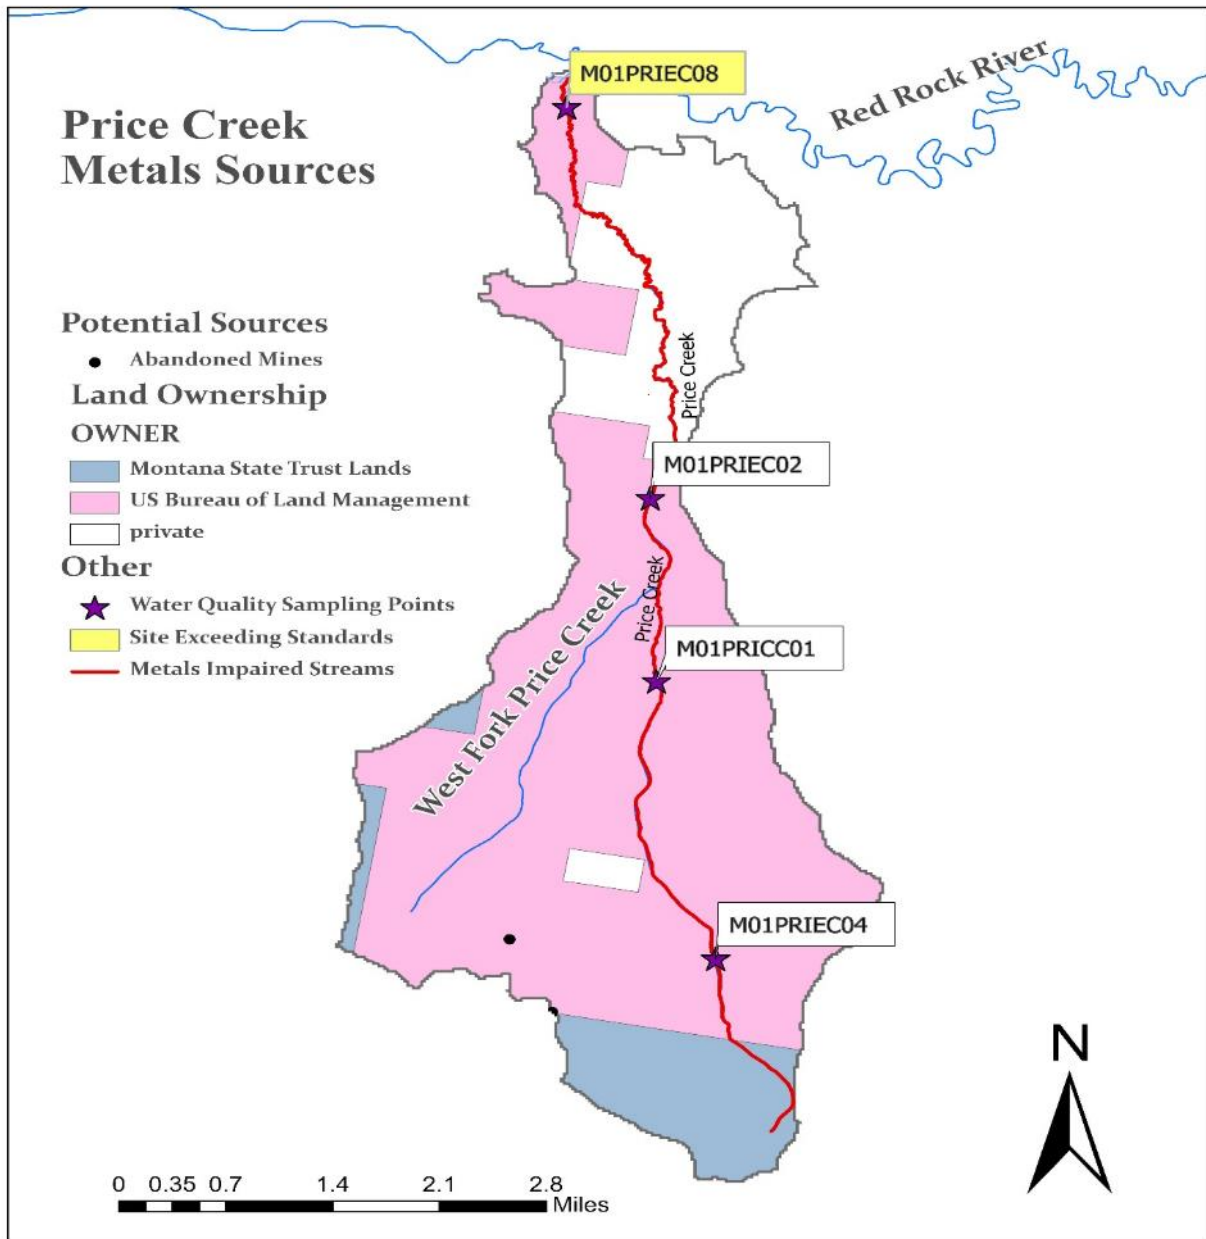 M01PRIEC08
Red Rock River
Price Creek
Metals Sources
Potential Sources
Abandoned Mines
Land Ownership
OWNER
Montana State Trust Lands
US Bureau of Land Management
private
Other
Water Quality Sampling Points
Site Exceeding Standards
Metals Impaired Streams
Price Creek
M01PRIEC02
Price Creek
M01PRICC01
West Fork Price Creek
M01PRIEC04
N
0 0.35 0.7 1.4 2.1 2.8
Miles